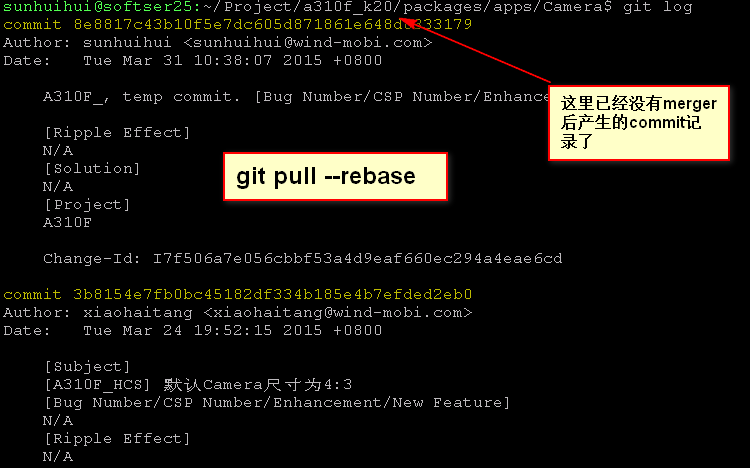 sunhuihui@softser25:~/Project/a310f_k20/packages/apps/Camera$ git log
commit 8e8817c43b10f5e7dc605d871861e648dc333179
Author: sunhuihui <sunhuihui@wind-mobi.com>
Date:   Tue Mar 31 10:38:07 2015 +0800
A310F_, temp commit. [Bug Number/CSP Number/Enhance
这里已经没有merger
后产生的commit记
录了
[Ripple Effect]
N/A
[Solution]
N/A
[Project]
A310F
git pull --rebase
Change-Id: I7f506a7e056cbbf53a4d9eaf660ec294a4eae6cd
commit 3b8154e7fb0bc45182df334b185e4b7efded2eb0
Author: xiaohaitang <xiaohaitang@wind-mobi.com>
Date:   Tue Mar 24 19:52:15 2015 +0800
[Subject]
[A310F_HCS] 默认Camera尺寸为4:3
[Bug Number/CSP Number/Enhancement/New Feature]
N/A
[Ripple Effect]
N/A